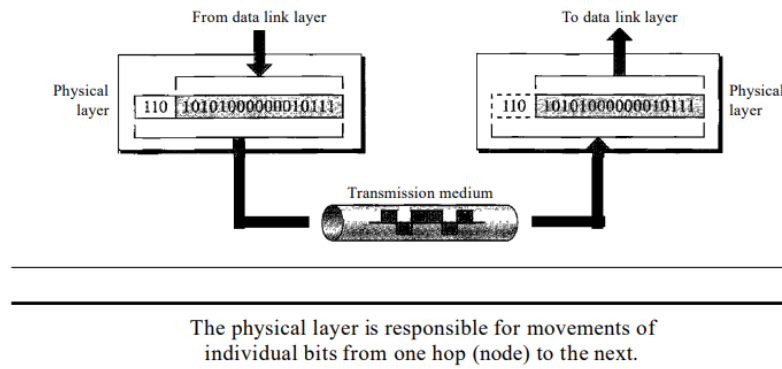 From data link layer
To data link layer
Physical
layer
110 10101000000010111
110 10101000000010111
Physical
layer
Transmission medium
The physical layer is responsible for movements of
individual bits from one hop (node) to the next.